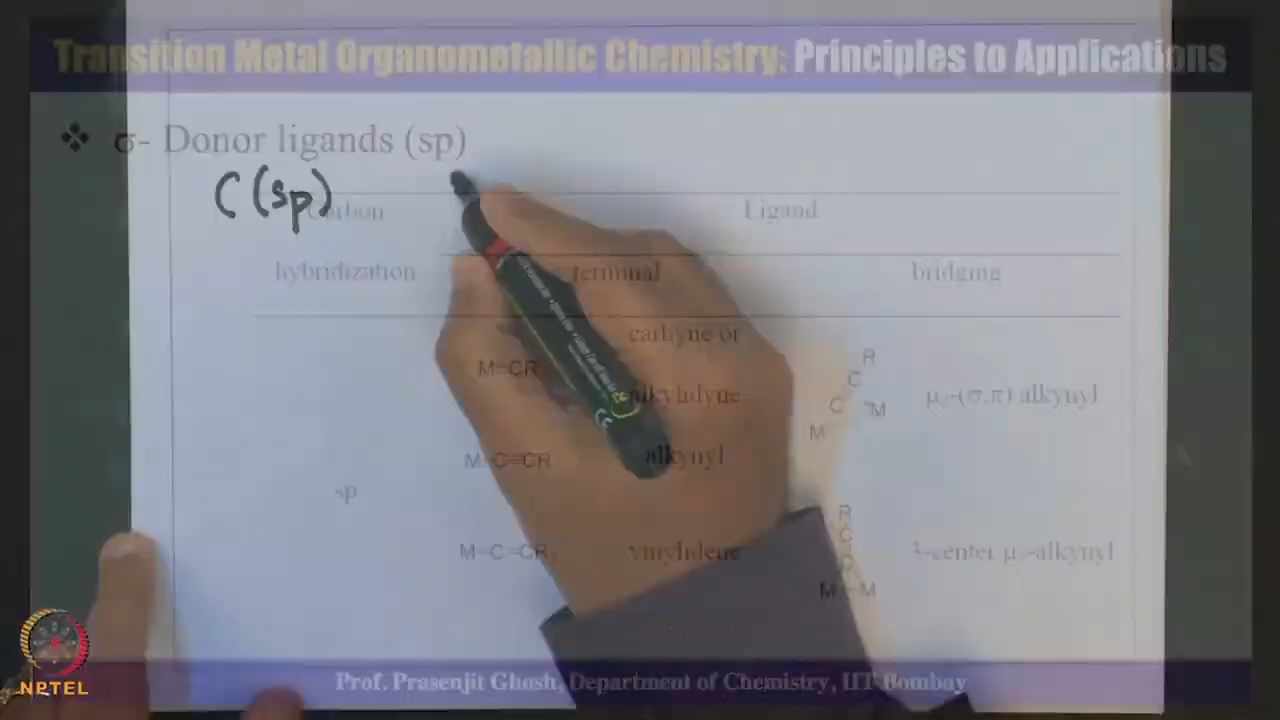 Transition Metal Organometallic Chemistry: Principles to Applications
❖ σ- Donor ligands (sp)
C (sp)
Carbon Ligand
hybridization terminal bridging
carbyne or
R
M≡CR C
alkylidyne C M μ₂-(σ,π) alkynyl
M
M-C≡CR alkynyl
sp
R
C
M=C=CR₂ vinylidene C 3-center μ₂-alkynyl
M M
Prof. Prasenjit Ghosh, Department of Chemistry, IIT Bombay
NPTEL